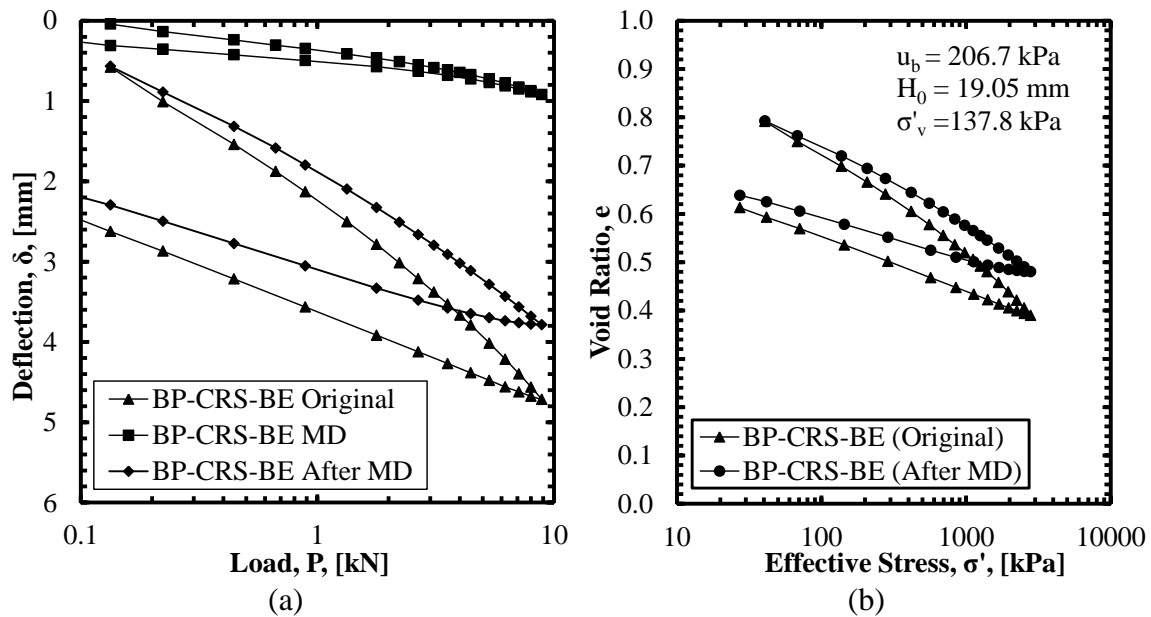 0
1
2
3
4
5
6
Deflection, δ, [mm]
BP-CRS-BE Original
BP-CRS-BE MD
BP-CRS-BE After MD
0.1 1 10
Load, P, [kN]
(a)
1.0
0.9
0.8
0.7
0.6
0.5
0.4
0.3
0.2
0.1
0.0
Void Ratio, e
u_b = 206.7 kPa
H_0 = 19.05 mm
σ'_v =137.8 kPa
BP-CRS-BE (Original)
BP-CRS-BE (After MD)
10 100 1000 10000
Effective Stress, σ', [kPa]
(b)